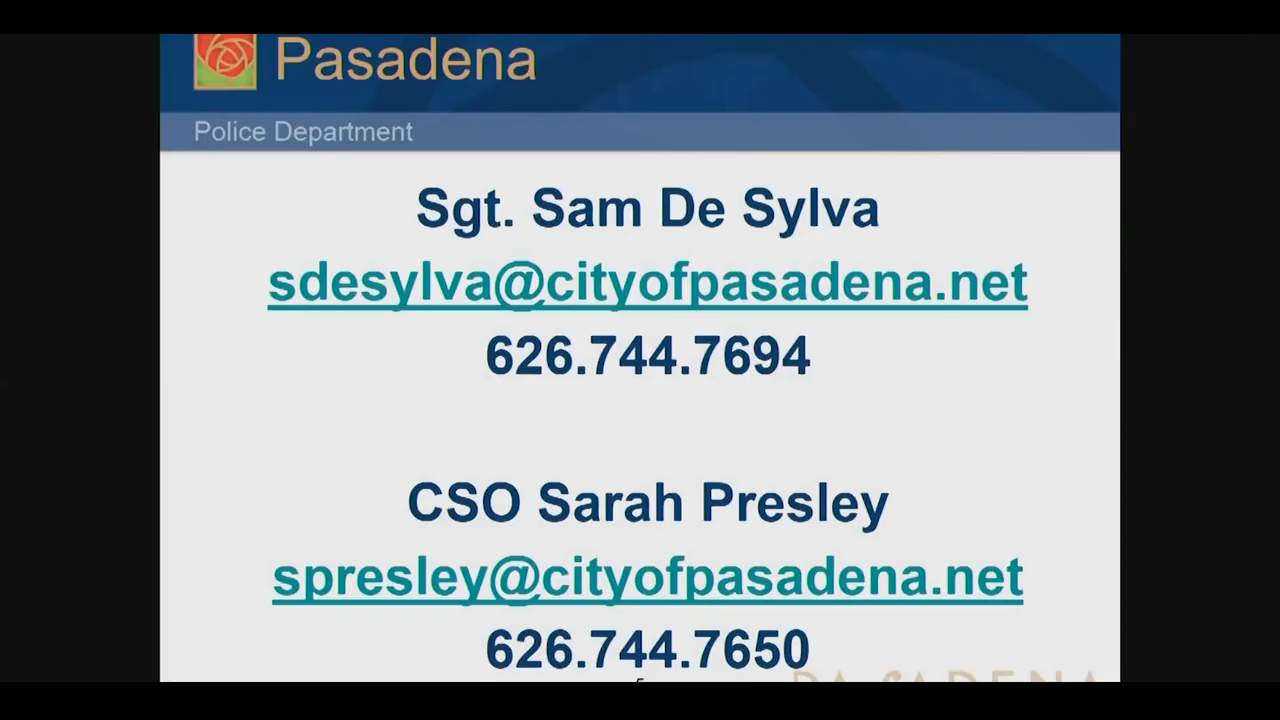 Pasadena
Police Department
Sgt. Sam De Sylva
sdesylva@cityofpasadena.net
626.744.7694
CSO Sarah Presley
spresley@cityofpasadena.net
626.744.7650
PASADENA